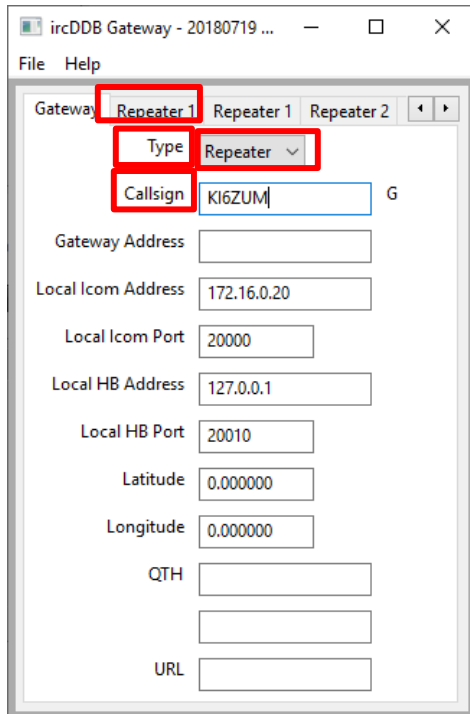 ircDDB Gateway - 20180719 ...
File Help
Gateway Repeater 1 Repeater 1 Repeater 2
Type Repeater
Callsign KI6ZUM G
Gateway Address
Local Icom Address 172.16.0.20
Local Icom Port 20000
Local HB Address 127.0.0.1
Local HB Port 20010
Latitude 0.000000
Longitude 0.000000
QTH
URL